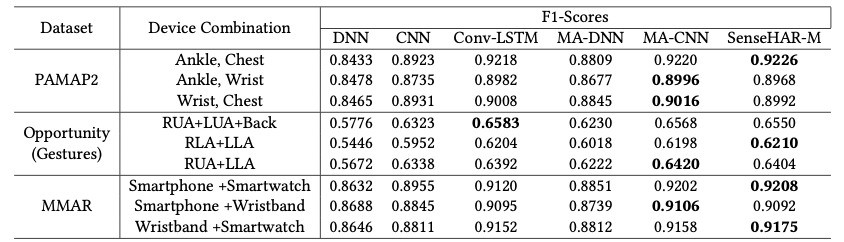 Dataset Device Combination F1-Scores
DNN CNN Conv-LSTM MA-DNN MA-CNN SenseHAR-M
PAMAP2 Ankle, Chest 0.8433 0.8923 0.9218 0.8809 0.9220 0.9226
Ankle, Wrist 0.8478 0.8735 0.8982 0.8677 0.8996 0.8968
Wrist, Chest 0.8465 0.8931 0.9008 0.8845 0.9016 0.8992
Opportunity (Gestures) RUA+LUA+Back 0.5776 0.6323 0.6583 0.6230 0.6568 0.6550
RLA+LLA 0.5446 0.5952 0.6204 0.6018 0.6198 0.6210
RUA+LLA 0.5672 0.6338 0.6392 0.6222 0.6420 0.6404
MMAR Smartphone +Smartwatch 0.8632 0.8955 0.9120 0.8851 0.9202 0.9208
Smartphone +Wristband 0.8688 0.8845 0.9095 0.8739 0.9106 0.9092
Wristband +Smartwatch 0.8646 0.8811 0.9152 0.8812 0.9158 0.9175